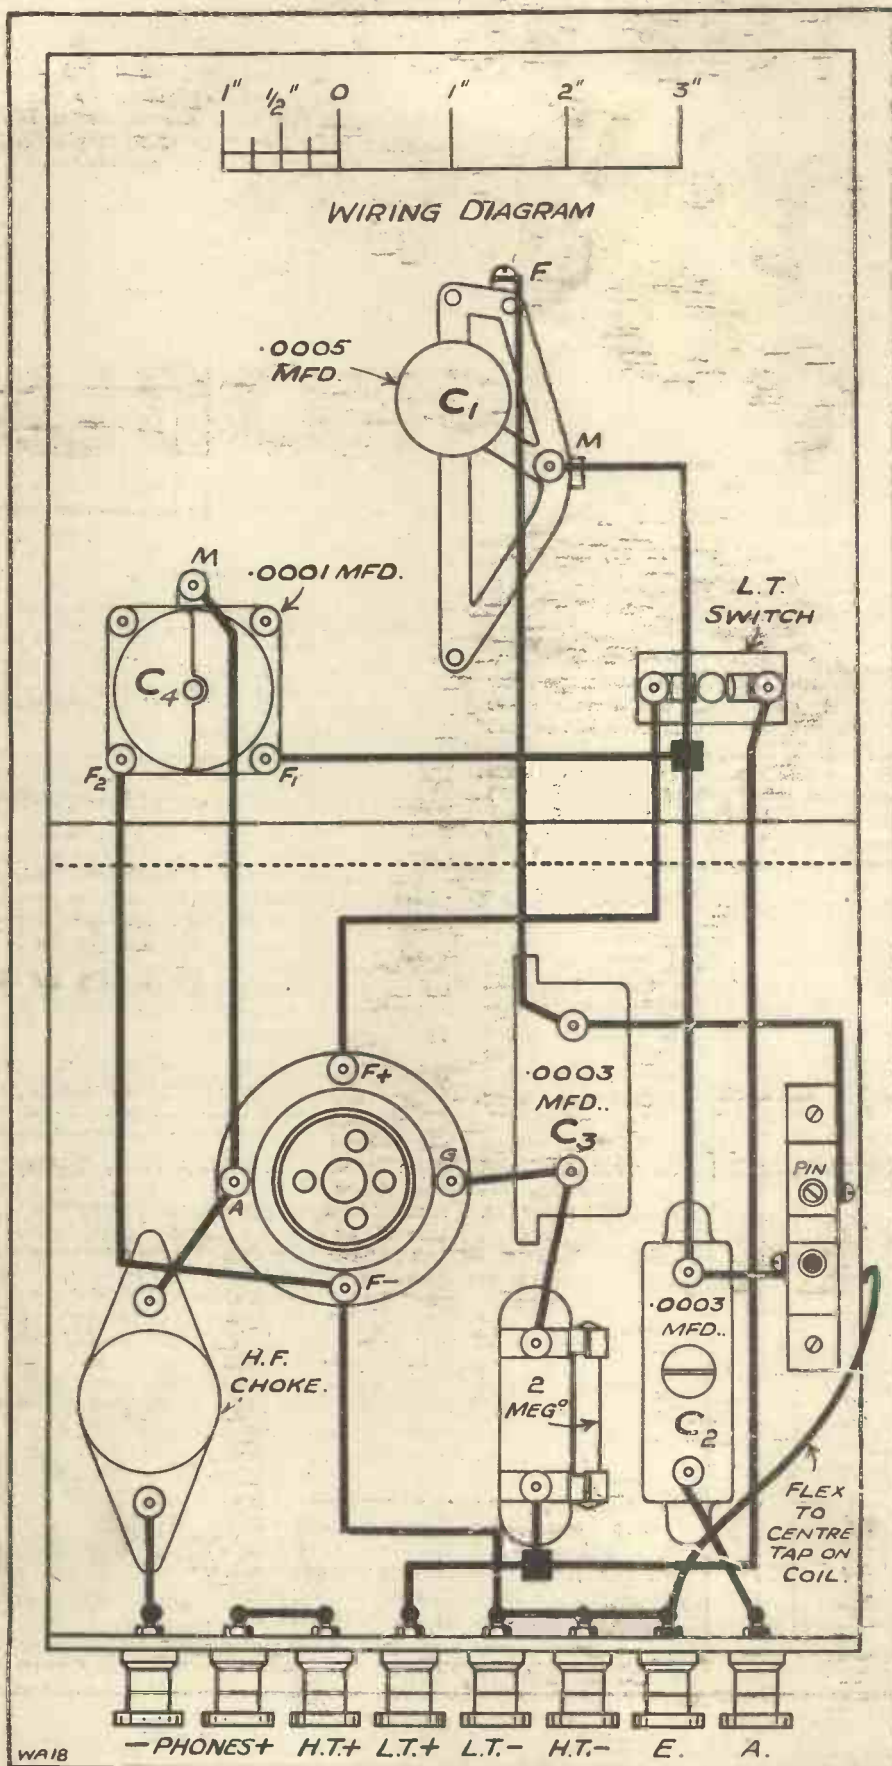 1" 1/2" 0 1" 2" 3"
WIRING DIAGRAM
F
.0005
MFD.
C1
M
M
.0001 MFD.
L.T.
SWITCH
C4
F2
F1
F+
.0003
MFD..
C3
G
A
PIN
F-
.0003
MFD..
H.F.
CHOKE.
2
MEGΩ
C2
FLEX
TO
CENTRE
TAP ON
COIL.
- PHONES + H.T.+ L.T.+ L.T.- H.T.- E. A.
WA18